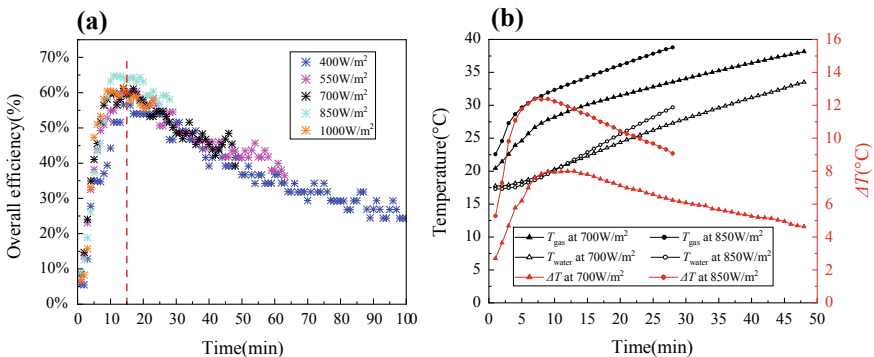 (a)
Overall efficiency(%)
70%
60%
50%
40%
30%
20%
10%
0%
400W/m²
550W/m²
700W/m²
850W/m²
1000W/m²
0 10 20 30 40 50 60 70 80 90 100
Time(min)
(b)
Temperature(°C)
40
35
30
25
20
15
10
5
0
T_gas at 700W/m² T_gas at 850W/m²
T_water at 700W/m² T_water at 850W/m²
ΔT at 700W/m² ΔT at 850W/m²
0 5 10 15 20 25 30 35 40 45 50
Time(min)
16
14
12
10
8
6
4
2
0
ΔT(°C)